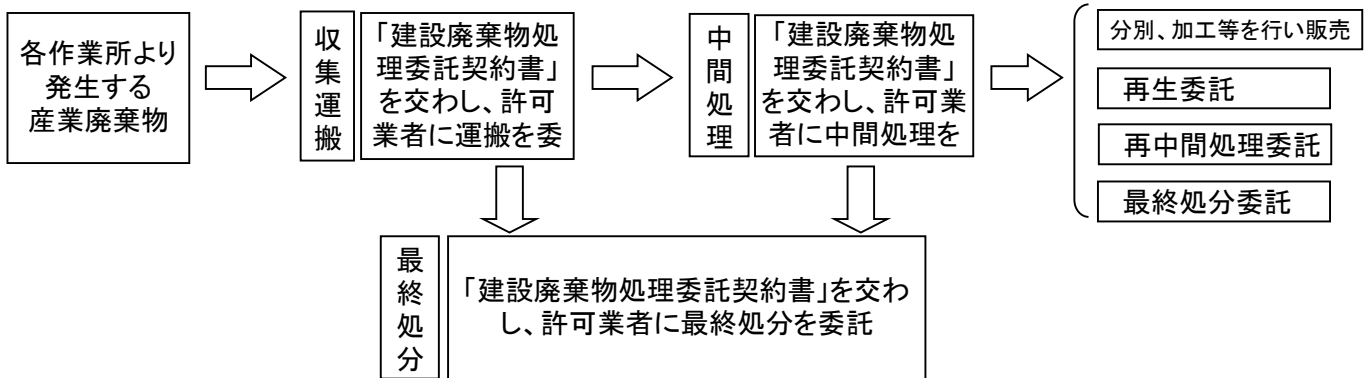 各作業所より
発生する
産業廃棄物
収集運搬
「建設廃棄物処
理委託契約書」
を交わし、許可
業者に運搬を委
中間処理
「建設廃棄物処
理委託契約書」
を交わし、許可業
者に中間処理を
分別、加工等を行い販売
再生委託
再中間処理委託
最終処分委託
最終処分
「建設廃棄物処理委託契約書」を交わ
し、許可業者に最終処分を委託